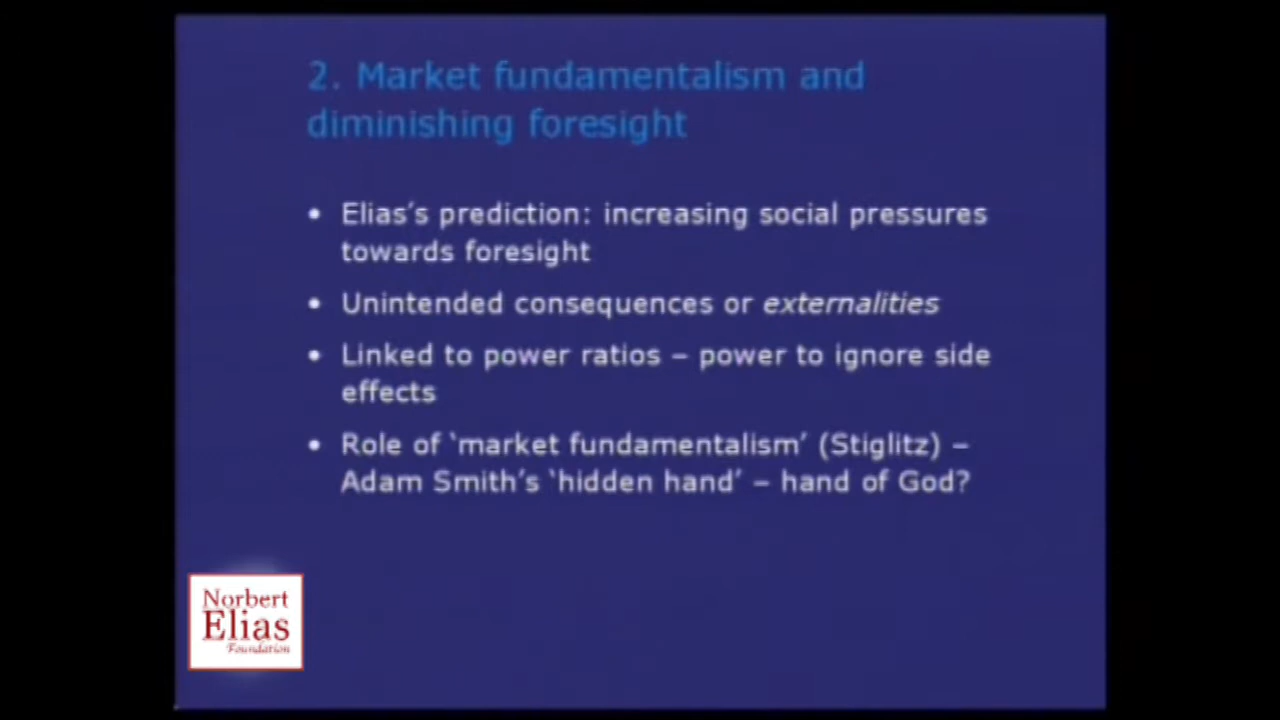 2. Market fundamentalism and
diminishing foresight
• Elias's prediction: increasing social pressures
towards foresight
• Unintended consequences or externalities
• Linked to power ratios – power to ignore side
effects
• Role of ‘market fundamentalism’ (Stiglitz) –
Adam Smith’s ‘hidden hand’ – hand of God?
Norbert
Elias
Foundation